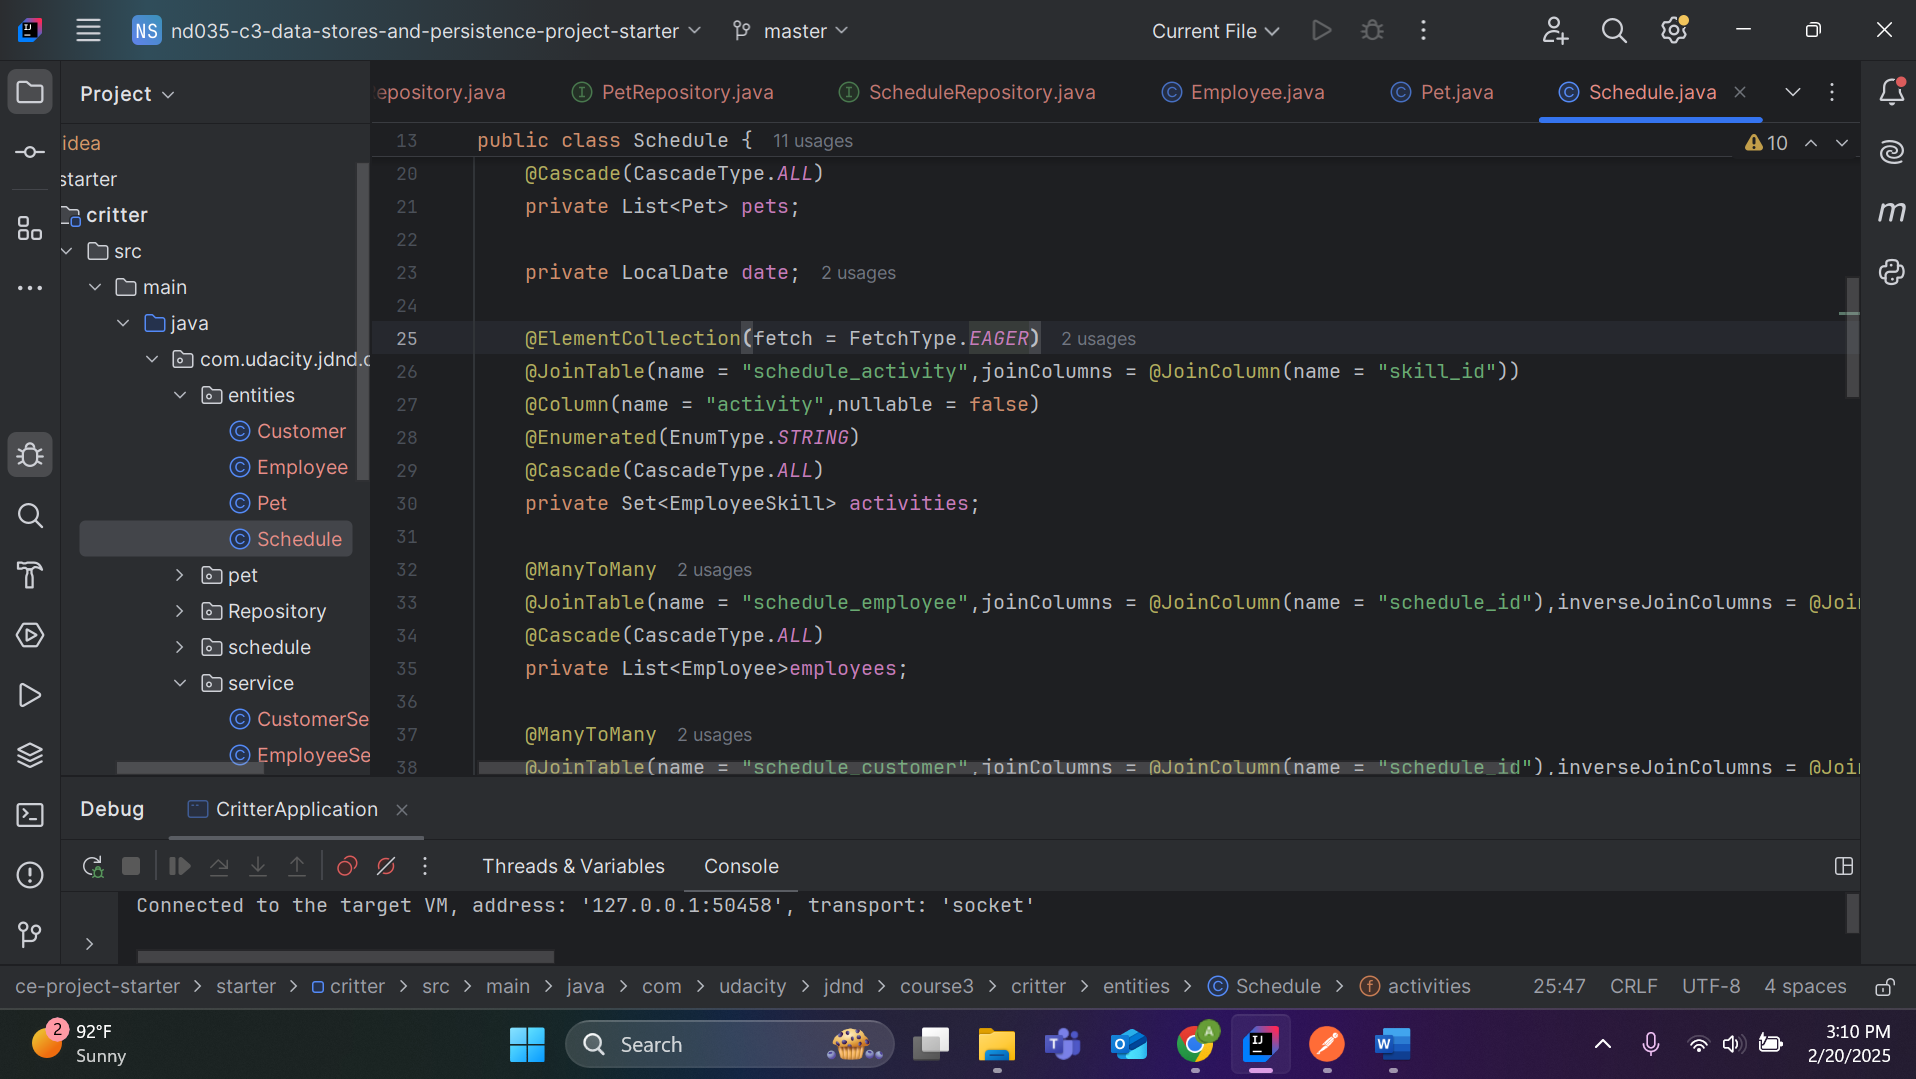 NS nd035-c3-data-stores-and-persistence-project-starter master Current File
Project
epository.java PetRepository.java ScheduleRepository.java Employee.java Pet.java Schedule.java
13 public class Schedule { 11 usages
10
20 @Cascade(CascadeType.ALL)
21 private List<Pet> pets;
22
23 private LocalDate date; 2 usages
24
25 @ElementCollection(fetch = FetchType.EAGER) 2 usages
26 @JoinTable(name = "schedule_activity",joinColumns = @JoinColumn(name = "skill_id"))
27 @Column(name = "activity",nullable = false)
28 @Enumerated(EnumType.STRING)
29 @Cascade(CascadeType.ALL)
30 private Set<EmployeeSkill> activities;
31
32 @ManyToMany 2 usages
33 @JoinTable(name = "schedule_employee",joinColumns = @JoinColumn(name = "schedule_id"),inverseJoinColumns = @Joi
34 @Cascade(CascadeType.ALL)
35 private List<Employee>employees;
36
37 @ManyToMany 2 usages
38 @JoinTable(name = "schedule_customer",joinColumns = @JoinColumn(name = "schedule_id"),inverseJoinColumns = @Joi
idea
starter
critter
src
main
java
com.udacity.jdnd.c
entities
Customer
Employee
Pet
Schedule
pet
Repository
schedule
service
CustomerSe
EmployeeSe
m
Debug CritterApplication
Threads & Variables Console
Connected to the target VM, address: '127.0.0.1:50458', transport: 'socket'
ce-project-starter > starter > critter > src > main > java > com > udacity > jdnd > course3 > critter > entities > Schedule > activities 25:47 CRLF UTF-8 4 spaces
2 92°F
Sunny
Search
3:10 PM
2/20/2025